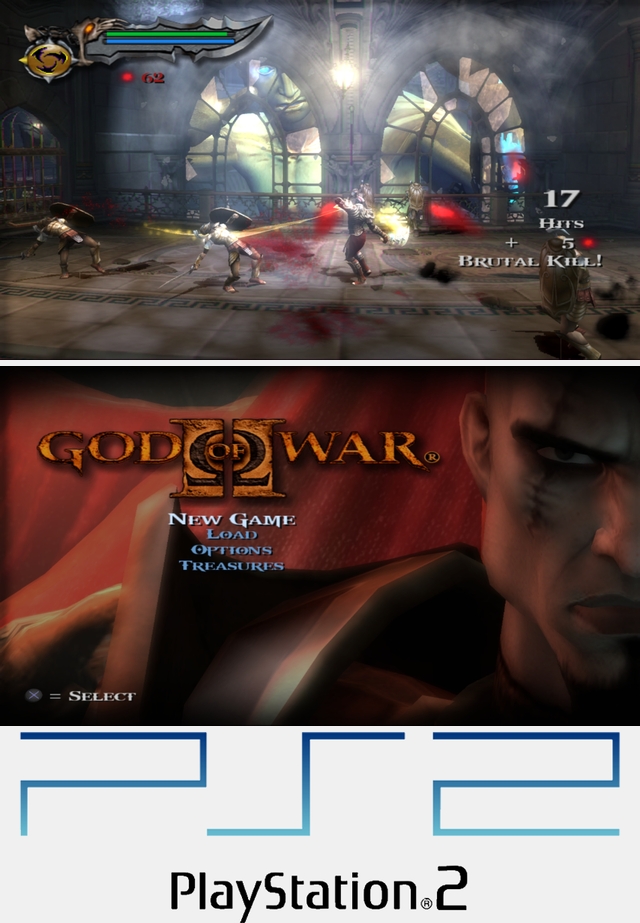 62
17
Hits
+ 5
Brutal Kill!
GOD OF WAR®
II
New Game
Load
Options
Treasures
= Select
PS2
PlayStation®2